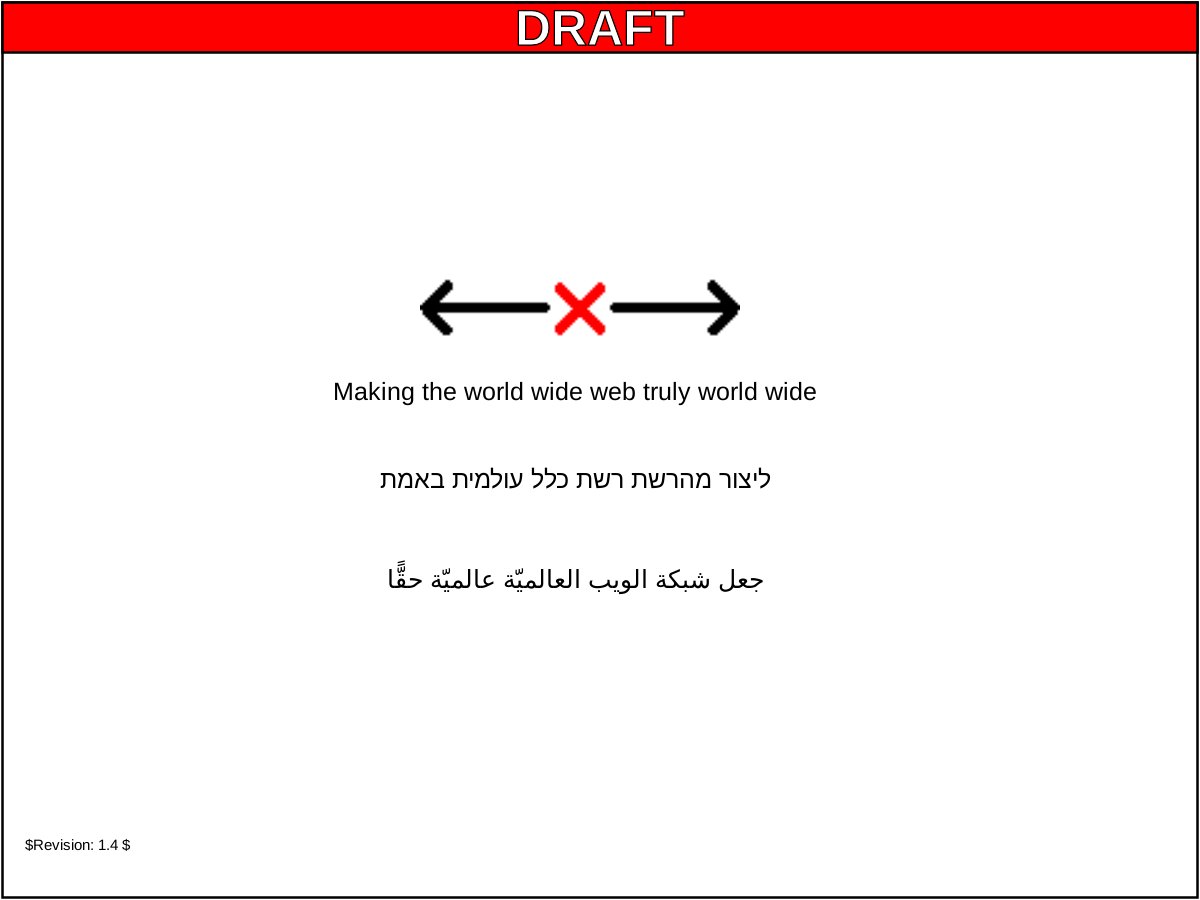 DRAFT
Making the world wide web truly world wide
ליצור מהרשת רשת כלל עולמית באמת
جعل شبكة الويب العالميّة عالميّة حقًّا
$Revision: 1.4 $